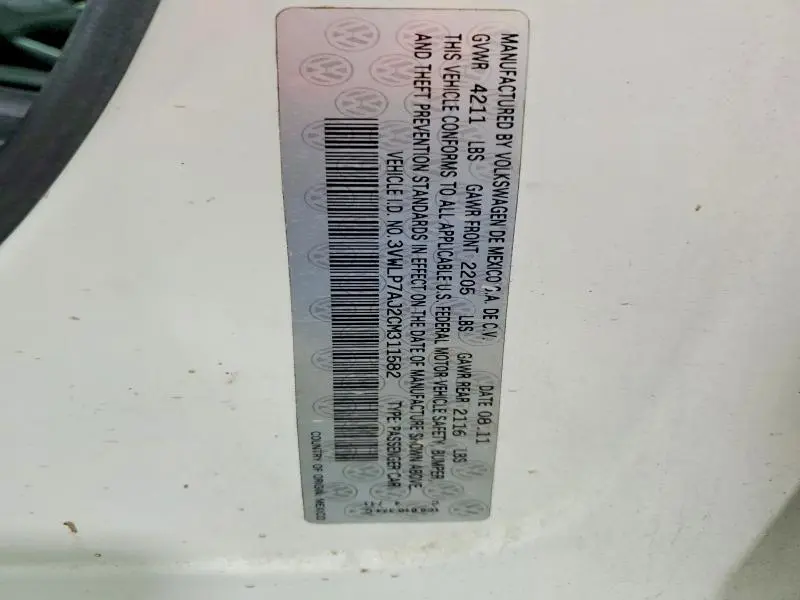 MANUFACTURED BY VOLKSWAGEN DE MEXICO S.A. DE C.V. DATE 08.11
GVWR 4211 LBS GAWR FRONT 2205 LBS GAWR REAR 2116 LBS
THIS VEHICLE CONFORMS TO ALL APPLICABLE U.S. FEDERAL MOTOR VEHICLE SAFETY, BUMPER,
AND THEFT PREVENTION STANDARDS IN EFFECT ON THE DATE OF MANUFACTURE SHOWN ABOVE
VEHICLE I.D. NO. 3VWLP7AJ2CM311582 TYPE: PASSENGER CAR
COUNTRY OF ORIGIN: MEXICO